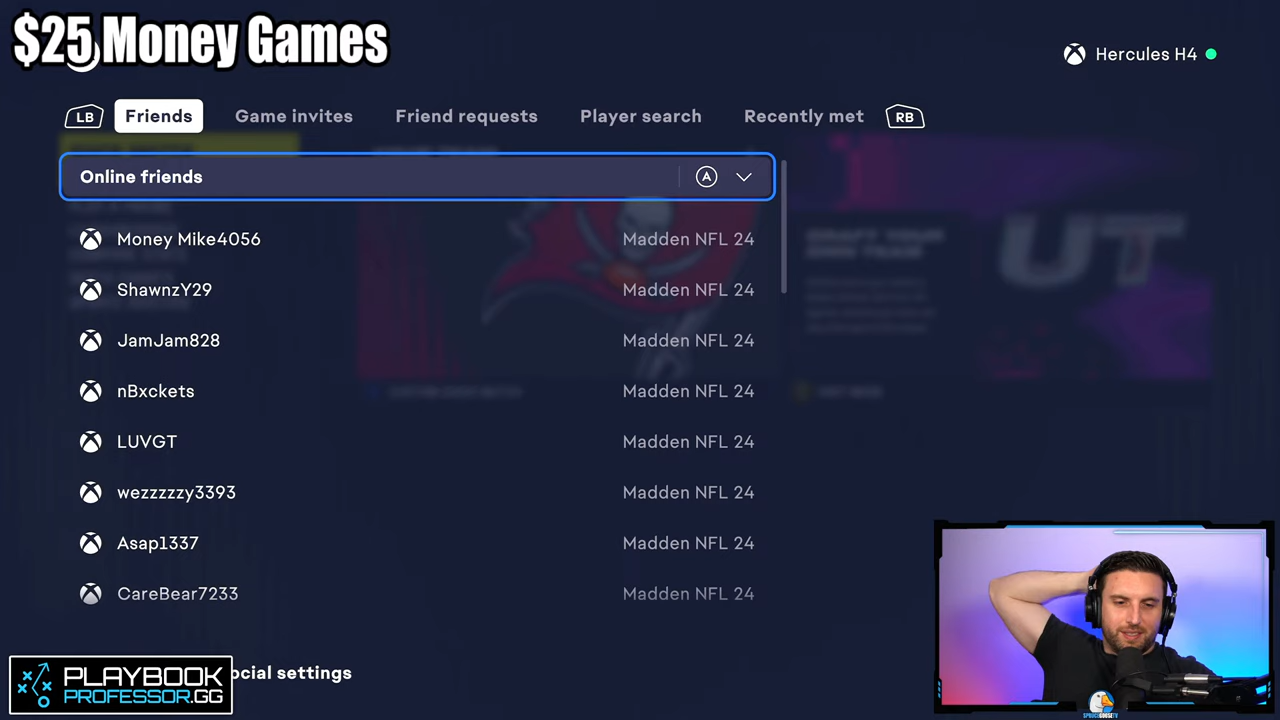 $25 Money Games
Hercules H4
LB Friends Game invites Friend requests Player search Recently met RB
Online friends A
Money Mike4056 Madden NFL 24
ShawnzY29 Madden NFL 24
JamJam828 Madden NFL 24
nBxckets Madden NFL 24
LUVGT Madden NFL 24
wezzzzzy3393 Madden NFL 24
Asap1337 Madden NFL 24
CareBear7233 Madden NFL 24
ocial settings
PLAYBOOK
PROFESSOR.GG
UT
SPRUCEGOOSETV